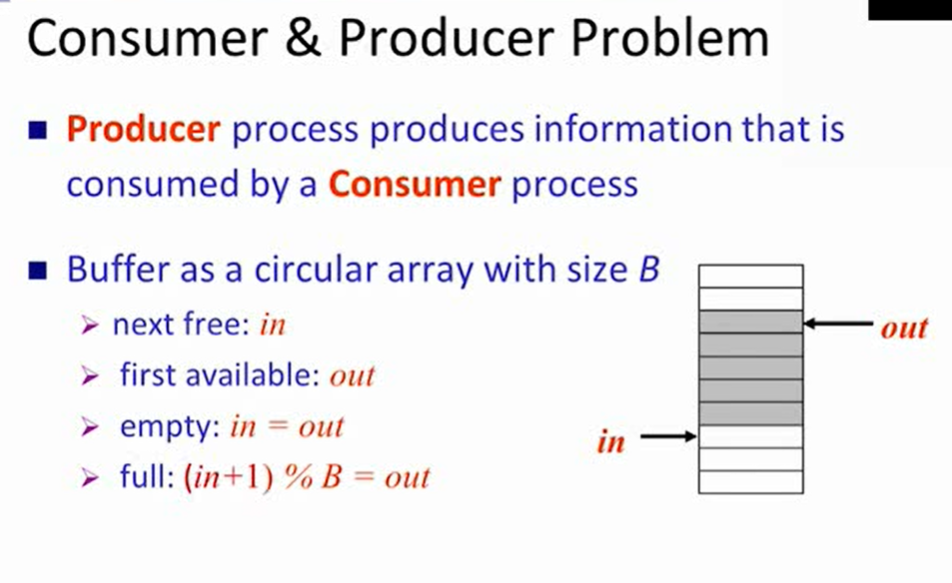 Consumer & Producer Problem
Producer process produces information that is
consumed by a Consumer process
Buffer as a circular array with size B
next free: in
first available: out
empty: in = out
full: (in+1) % B = out
out
in